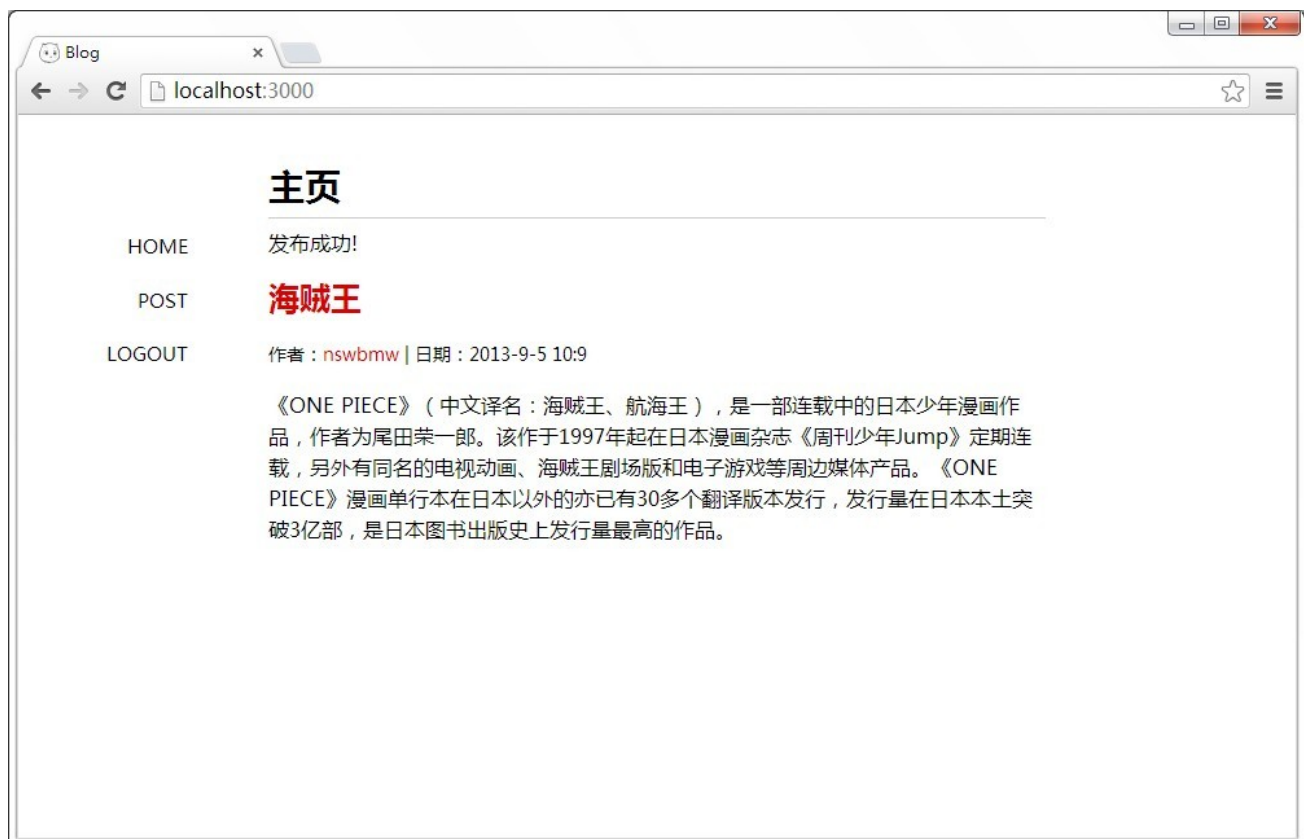 Blog
localhost:3000
主页
HOME
发布成功!
POST
海贼王
LOGOUT
作者：nswbmw | 日期：2013-9-5 10:9
《ONE PIECE》（中文译名：海贼王、航海王），是一部连载中的日本少年漫画作
品，作者为尾田荣一郎。该作于1997年起在日本漫画杂志《周刊少年Jump》定期连
载，另外有同名的电视动画、海贼王剧场版和电子游戏等周边媒体产品。《ONE
PIECE》漫画单行本在日本以外的亦已有30多个翻译版本发行，发行量在日本本土突
破3亿部，是日本图书出版史上发行量最高的作品。